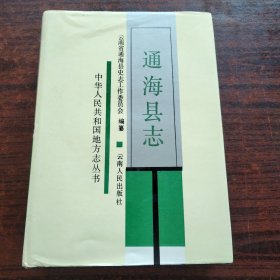 通海县志
云南省通海县史志工作委员会 编纂
云南人民出版社
中华人民共和国地方志丛书